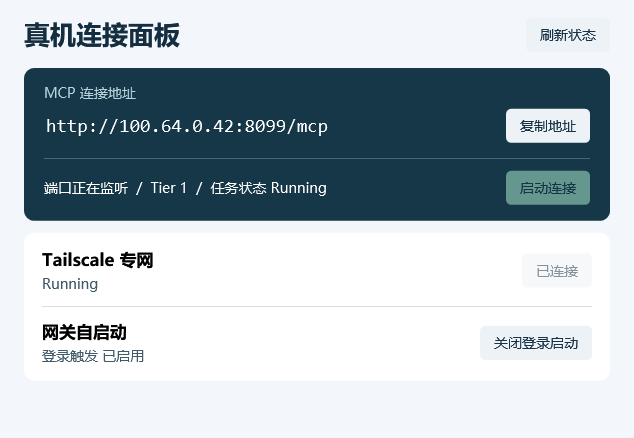 真机连接面板
刷新状态
MCP 连接地址
http://100.64.0.42:8099/mcp
复制地址
端口正在监听 / Tier 1 / 任务状态 Running
启动连接
Tailscale 专网
Running
已连接
网关自启动
登录触发 已启用
关闭登录启动